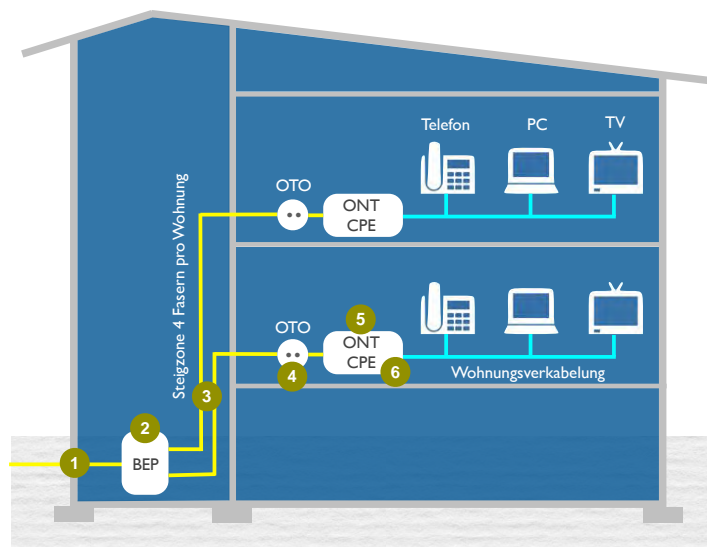 Telefon
PC
TV
OTO
ONT
CPE
Steigzone 4 Fasern pro Wohnung
5
OTO
ONT
CPE
4
6
Wohnungsverkabelung
3
2
1
BEP